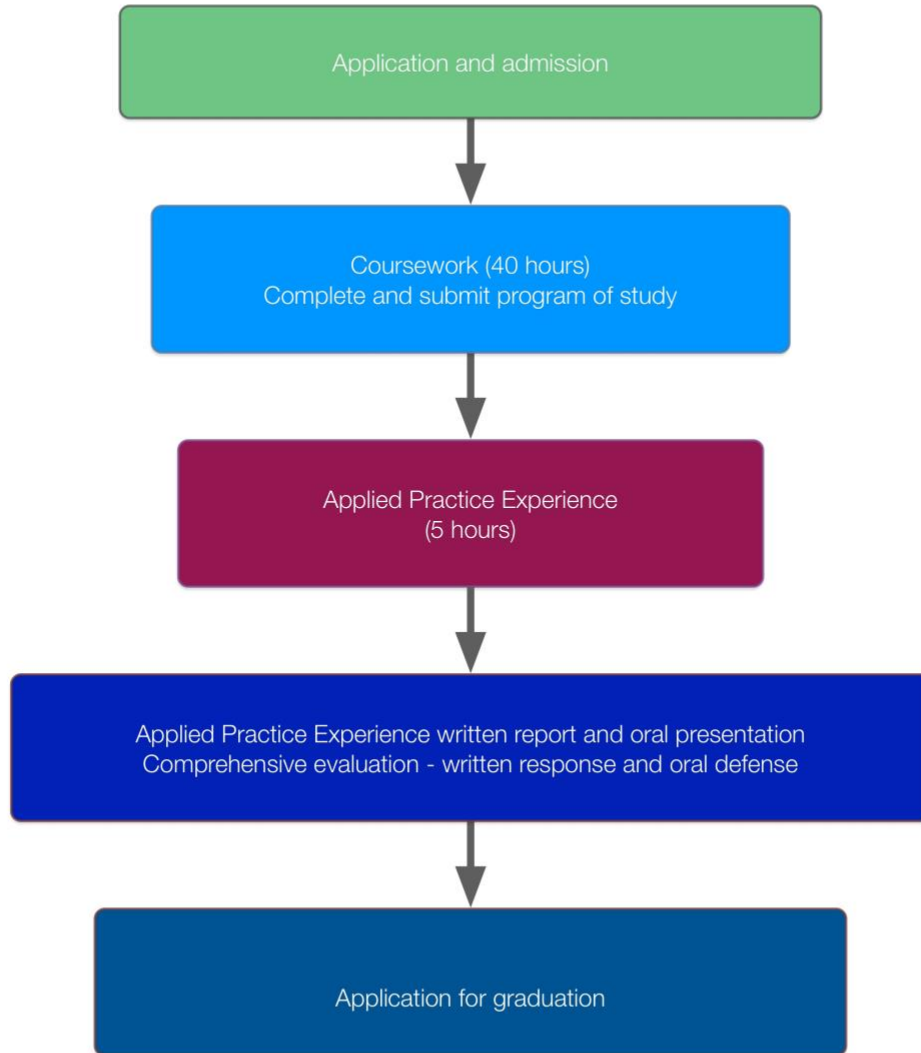 Application and admission
Coursework (40 hours)
Complete and submit program of study
Applied Practice Experience
(5 hours)
Applied Practice Experience written report and oral presentation
Comprehensive evaluation - written response and oral defense
Application for graduation